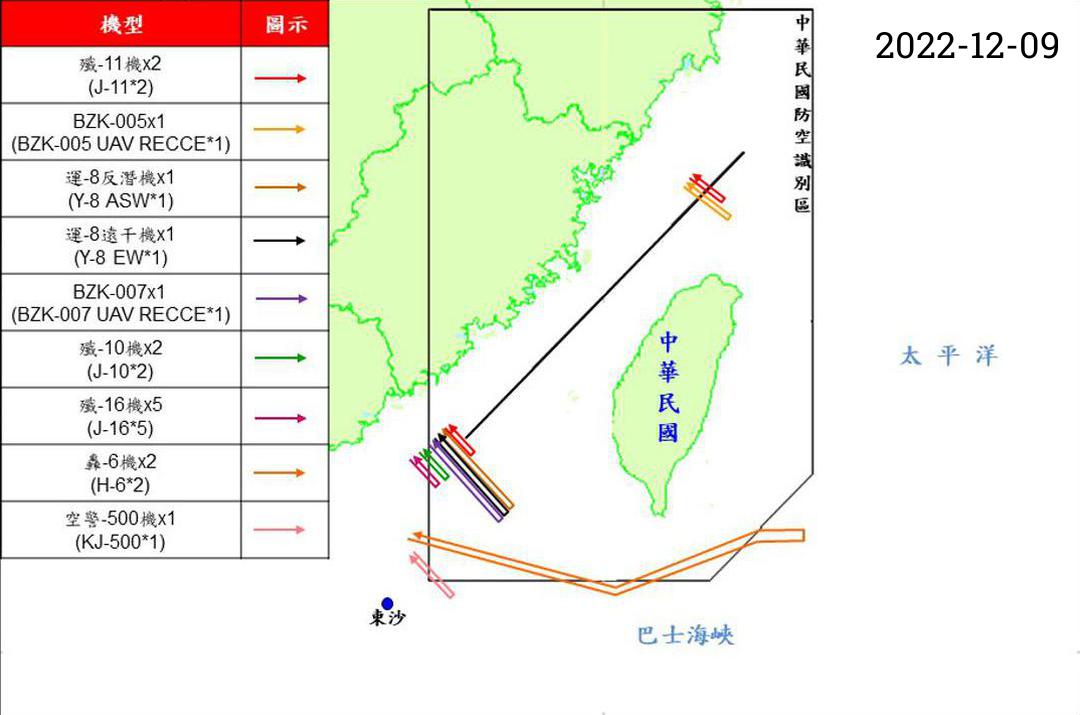 2022-12-09
機型
圖示
殲-11機x2
(J-11*2)
BZK-005x1
(BZK-005 UAV RECCE*1)
運-8反潛機x1
(Y-8 ASW*1)
運-8遠干機x1
(Y-8 EW*1)
BZK-007x1
(BZK-007 UAV RECCE*1)
殲-10機x2
(J-10*2)
殲-16機x5
(J-16*5)
轟-6機x2
(H-6*2)
空警-500機x1
(KJ-500*1)
中華民國防空識別區
中華民國
太平洋
東沙
巴士海峽